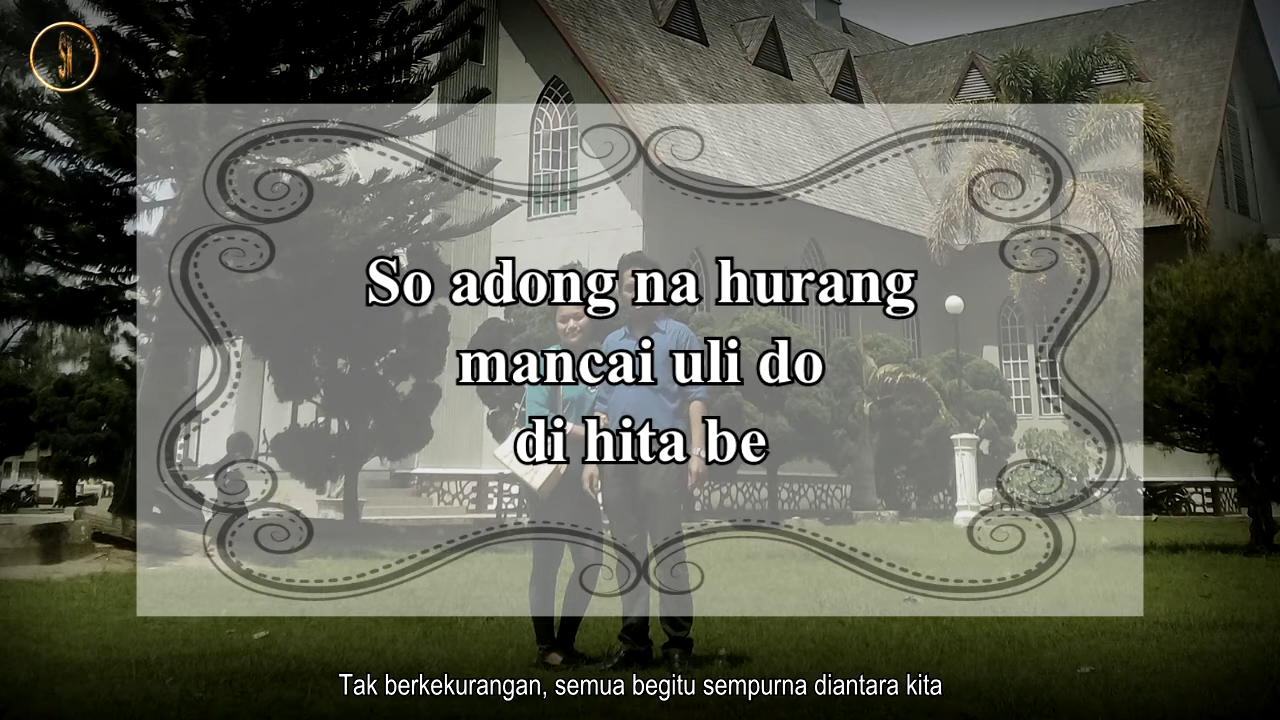 So adong na hurang
mancai uli do
di hita be
Tak berkekurangan, semua begitu sempurna diantara kita